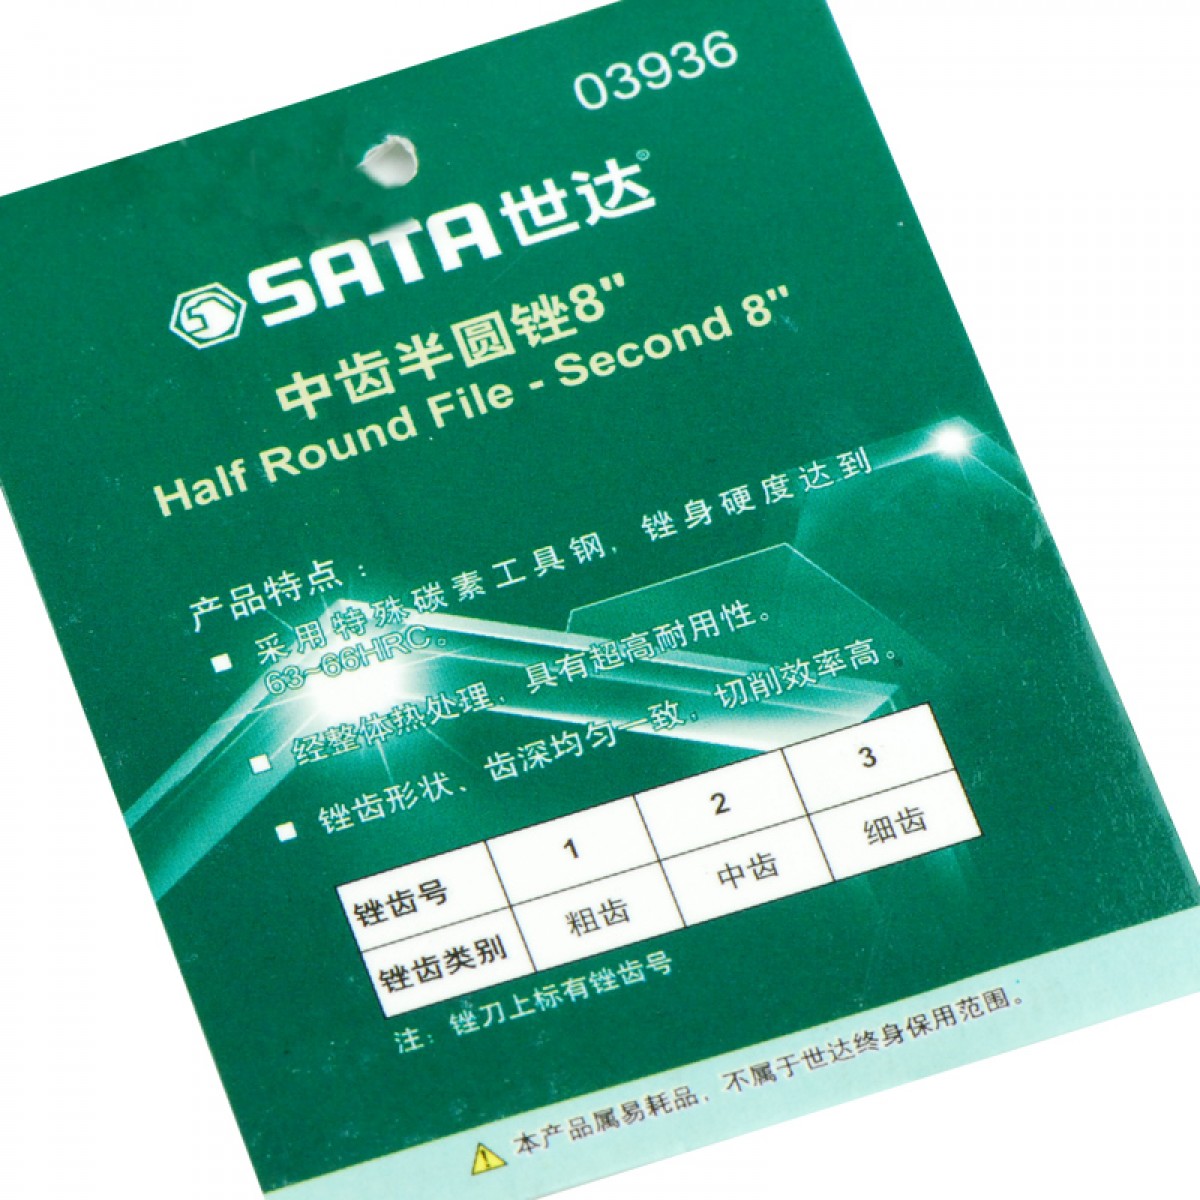 03936
SATA世达®
中齿半圆锉8"
Half Round File - Second 8"
产品特点：
■ 采用特殊碳素工具钢，锉身硬度达到
63~66HRC。
■ 经整体热处理，具有超高耐用性。
■ 锉齿形状、齿深均匀一致，切削效率高。
锉齿号 1 2 3
锉齿类别 粗齿 中齿 细齿
注：锉刀上标有锉齿号
本产品属易耗品，不属于世达终身保用范围。